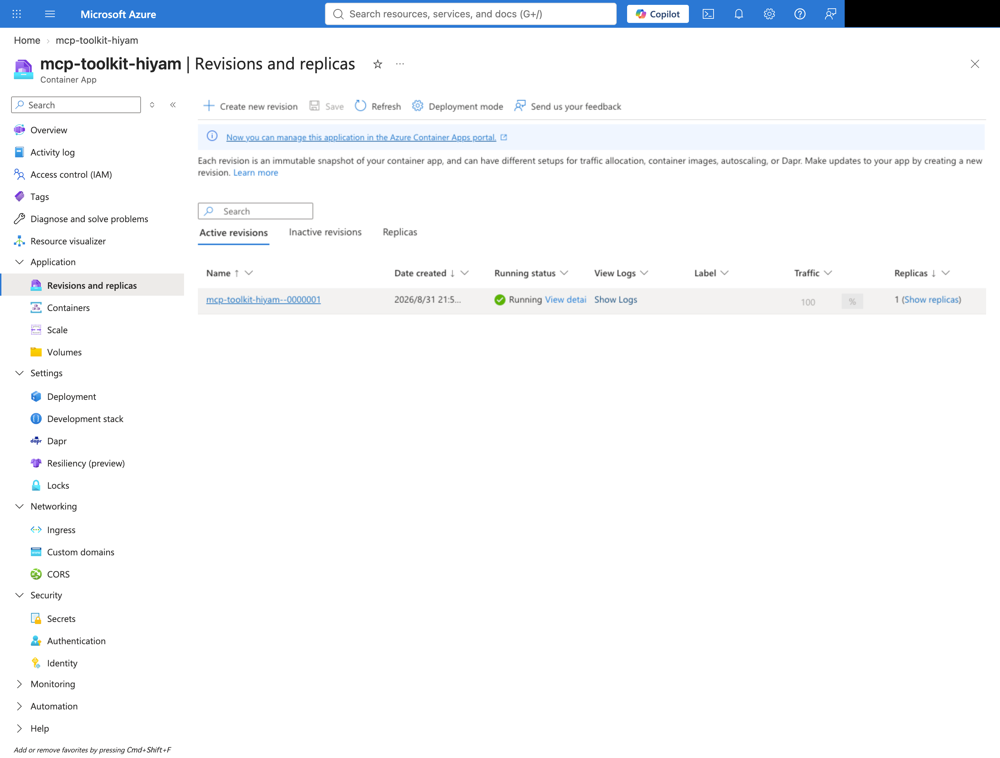 Microsoft Azure
Search resources, services, and docs (G+/)
Copilot
Home › mcp-toolkit-hiyam
mcp-toolkit-hiyam | Revisions and replicas
Container App
Search
Overview
Activity log
Access control (IAM)
Tags
Diagnose and solve problems
Resource visualizer
Application
Revisions and replicas
Containers
Scale
Volumes
Settings
Deployment
Development stack
dapr Dapr
Resiliency (preview)
Locks
Networking
Ingress
www Custom domains
CORS
Security
Secrets
Authentication
Identity
Monitoring
Automation
Help
Add or remove favorites by pressing Cmd+Shift+F
Create new revision Save Refresh Deployment mode Send us your feedback
Now you can manage this application in the Azure Container Apps portal.
Each revision is an immutable snapshot of your container app, and can have different setups for traffic allocation, container images, autoscaling, or Dapr. Make updates to your app by creating a new
revision. Learn more
Search
Active revisions Inactive revisions Replicas
Name ↑ Date created ↓ Running status View Logs Label Traffic Replicas ↓
mcp-toolkit-hiyam--0000001 2026/8/31 21:5... Running View detai Show Logs 100 % 1 (Show replicas)